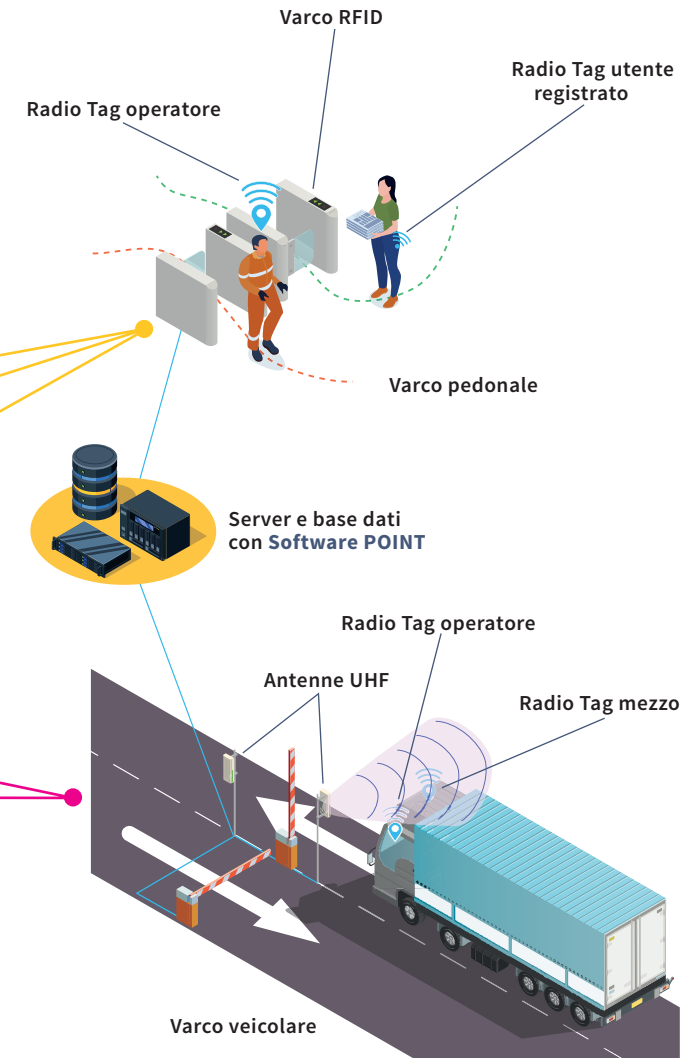 Varco RFID
Radio Tag utente
registrato
Radio Tag operatore
Varco pedonale
Server e base dati
con Software POINT
Radio Tag operatore
Antenne UHF
Radio Tag mezzo
Varco veicolare